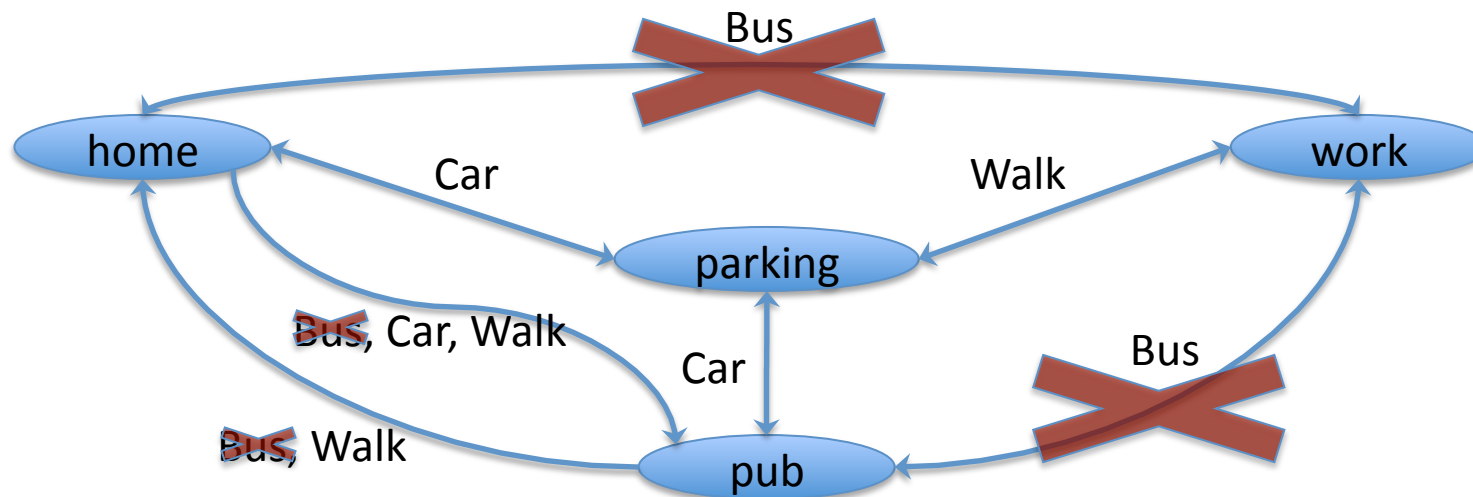 Bus
home
work
Car
Walk
parking
Bus, Car, Walk
Car
Bus
Bus, Walk
pub